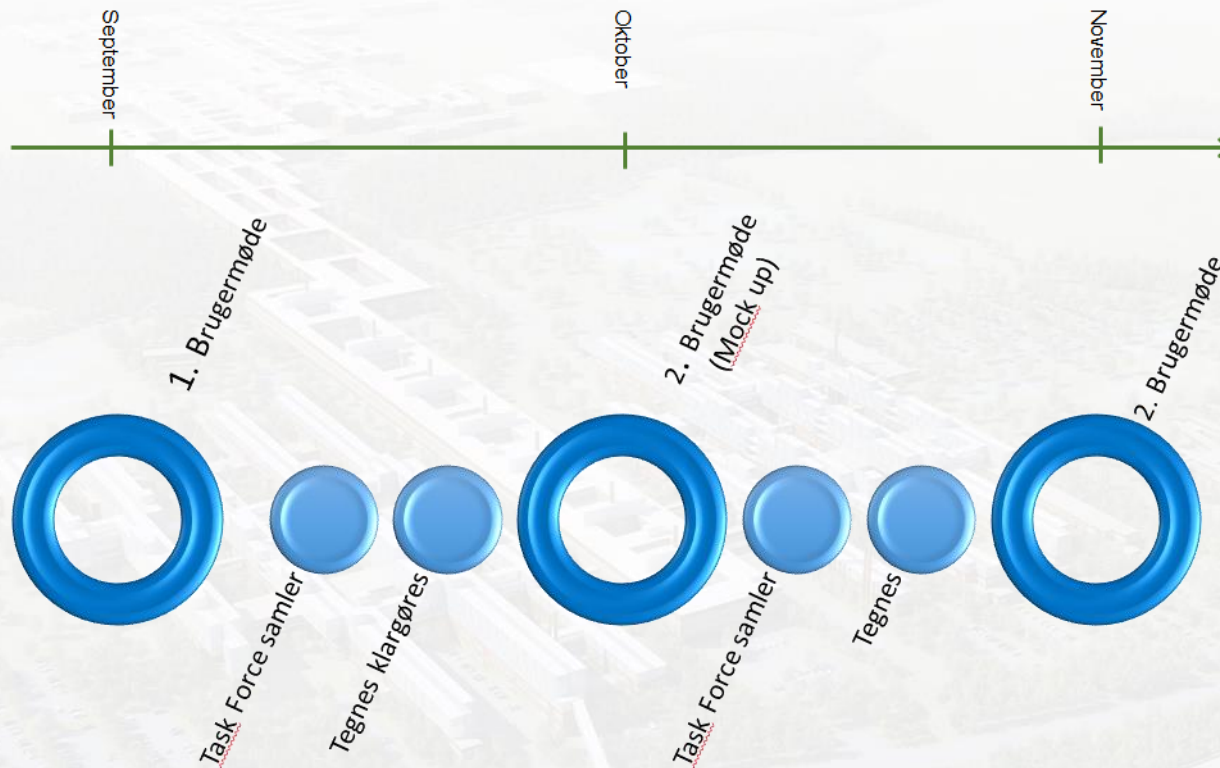 September
Oktober
November
1. Brugermøde
2. Brugermøde
(Mock up)
2. Brugermøde
Task Force samler
Tegnes klargøres
Task Force samler
Tegnes